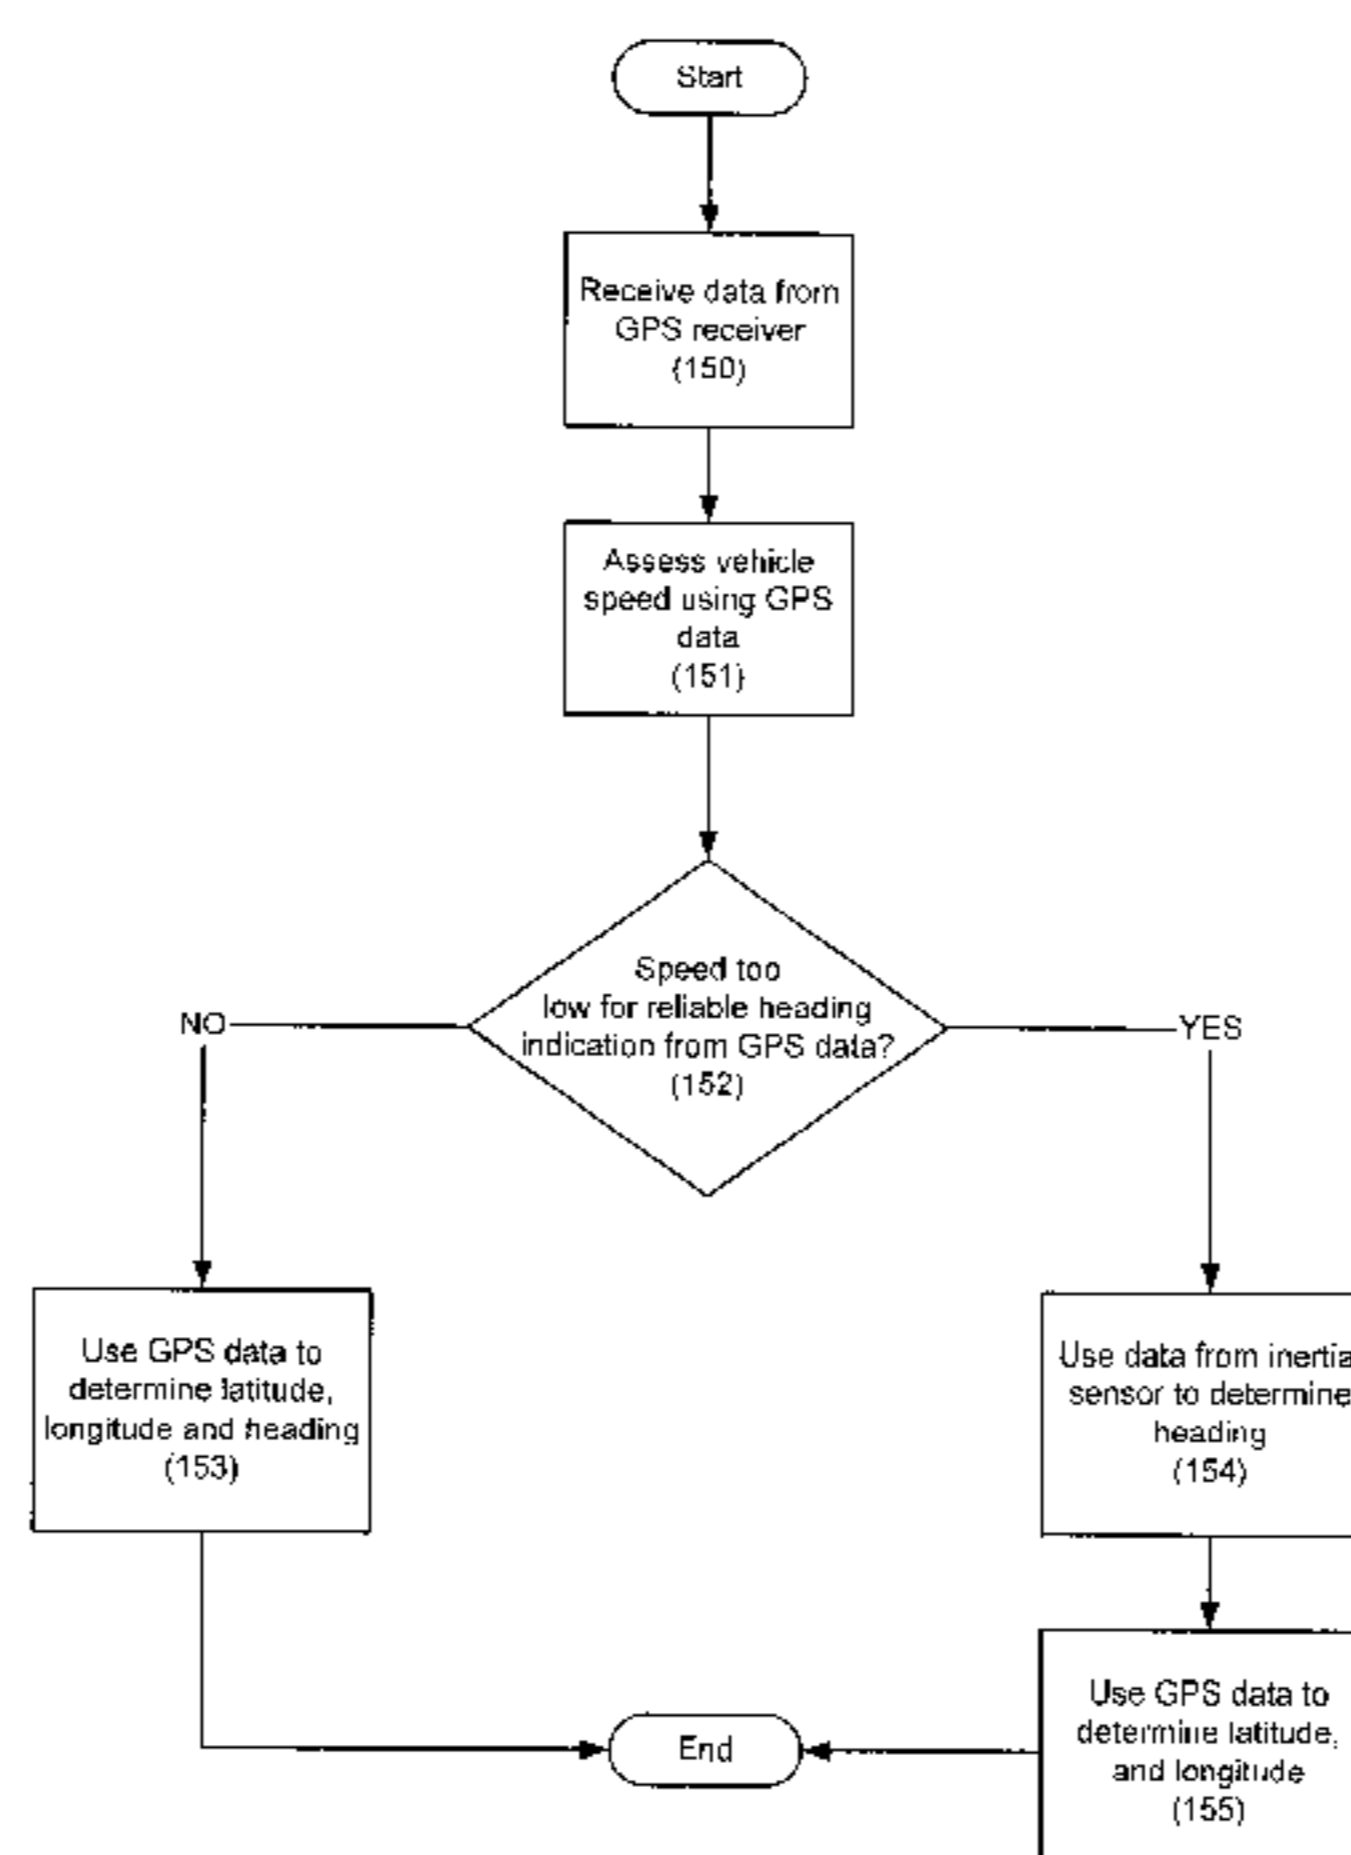 Start
Receive data from
GPS receiver
(150)
Assess vehicle
speed using GPS
data
(151)
Speed too
low for reliable heading
indication from GPS data?
(152)
NO
YES
Use GPS data to
determine latitude,
longitude and heading
(153)
Use data from inertia
sensor to determine
heading
(154)
Use GPS data to
determine latitude,
and longitude
(155)
End